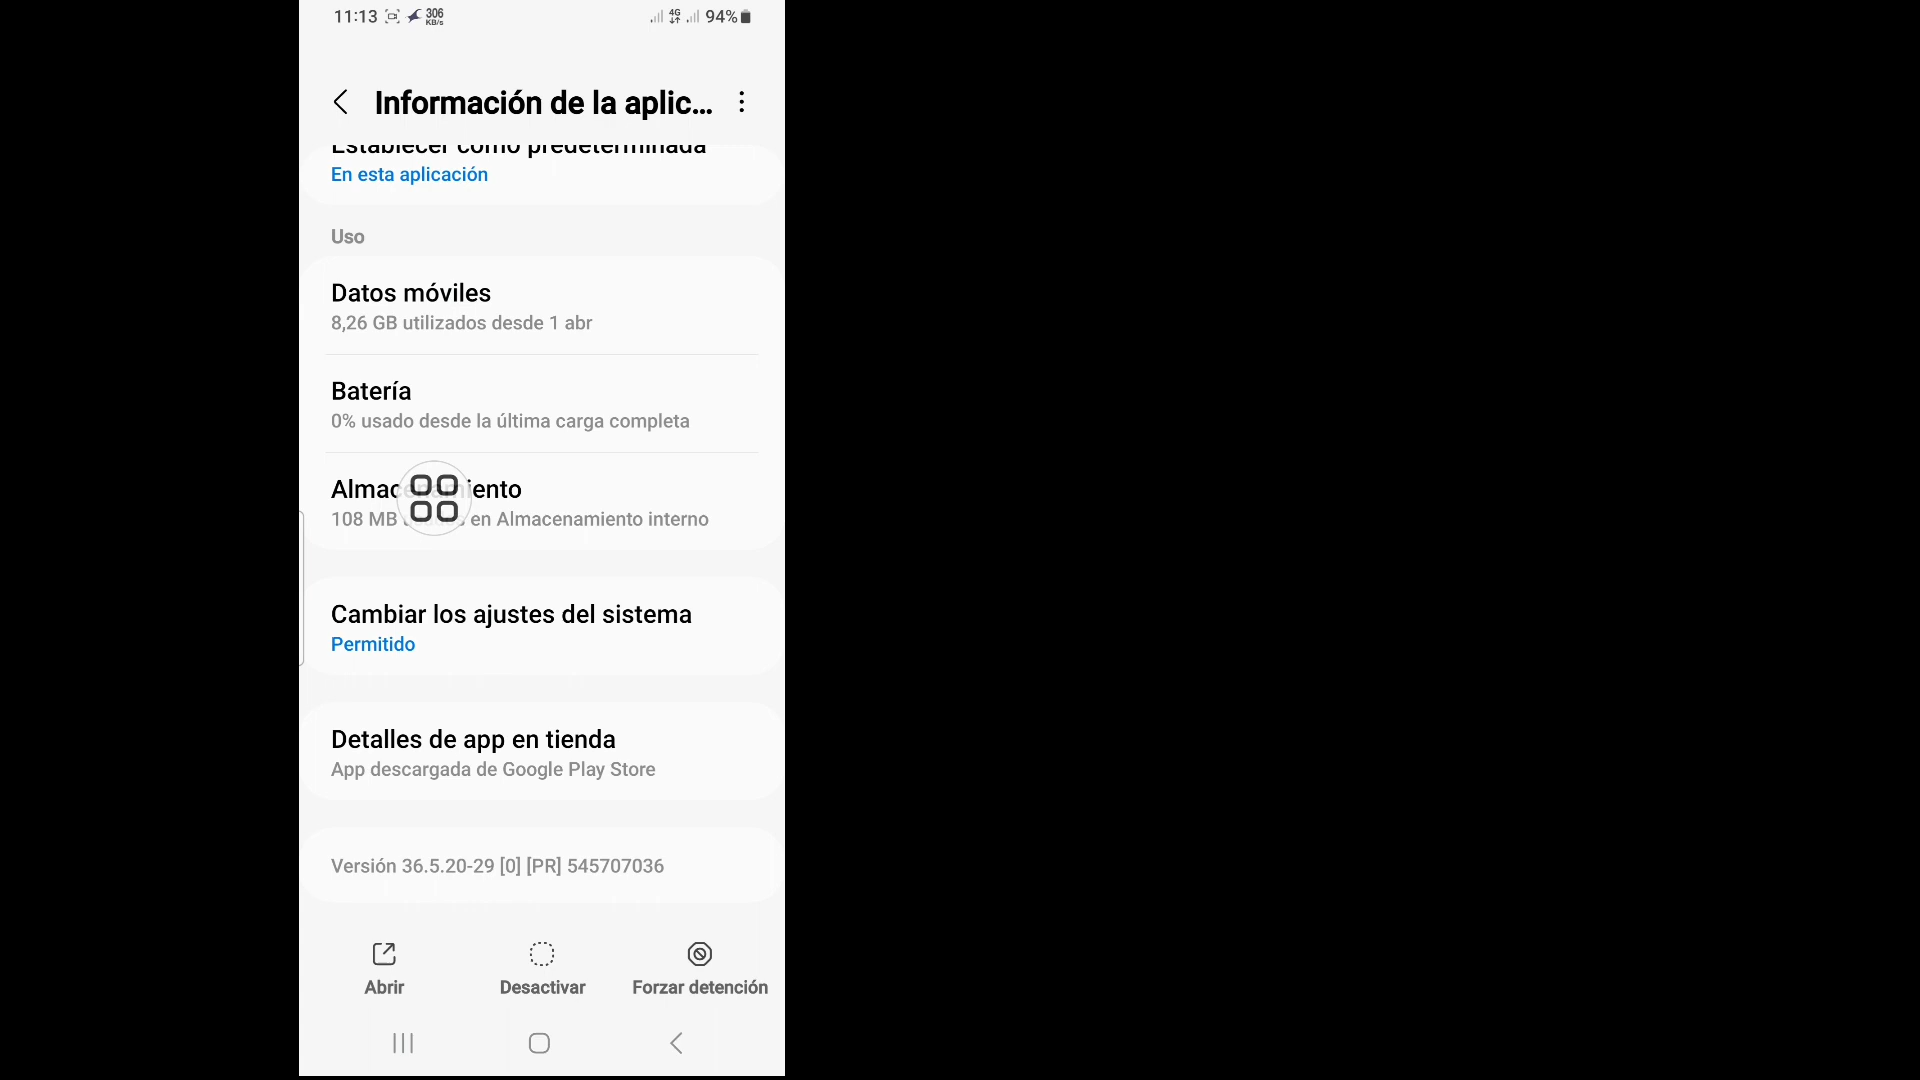 11:13 306 KB/s 4G 94%
Información de la aplic...
Establecer como predeterminada
En esta aplicación
Uso
Datos móviles
8,26 GB utilizados desde 1 abr
Batería
0% usado desde la última carga completa
Almacenamiento
108 MB usados en Almacenamiento interno
Cambiar los ajustes del sistema
Permitido
Detalles de app en tienda
App descargada de Google Play Store
Versión 36.5.20-29 [0] [PR] 545707036
Abrir Desactivar Forzar detención